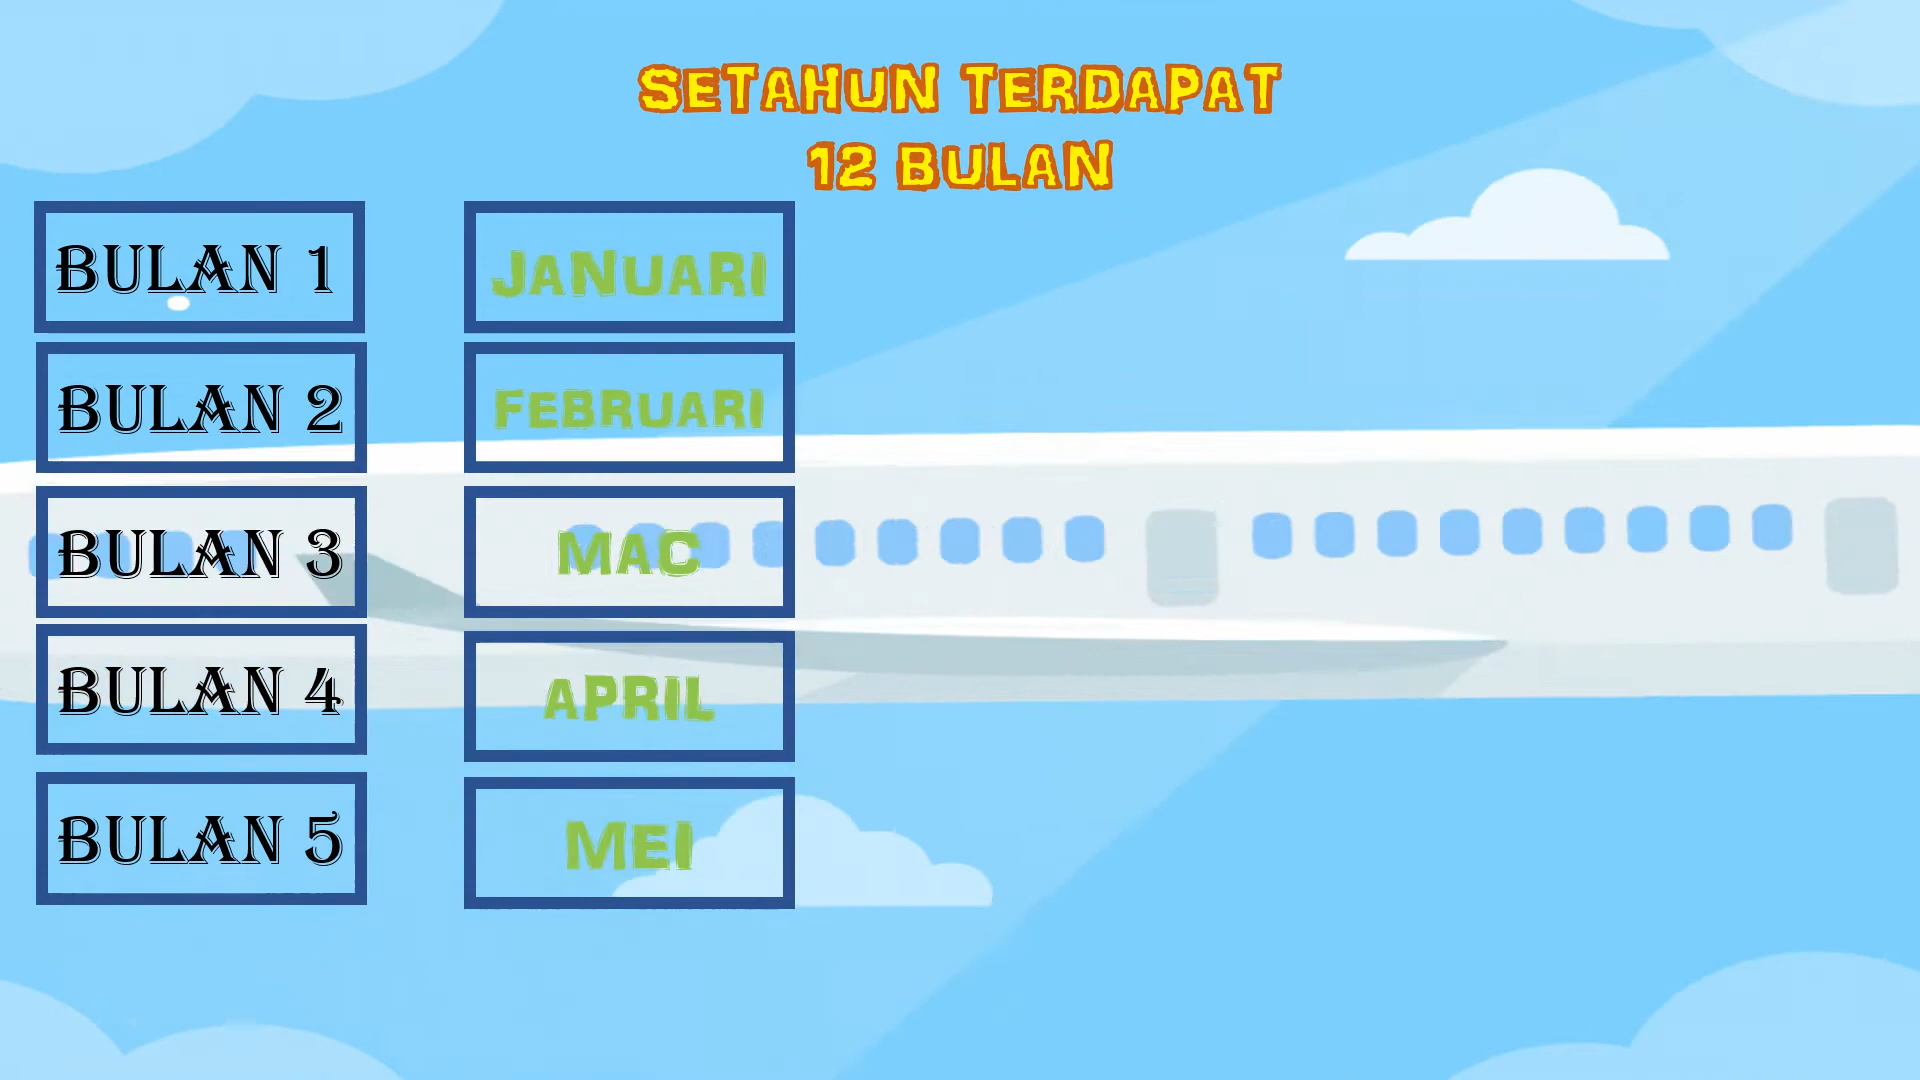 SETAHUN TERDAPAT
12 BULAN
BULAN 1 JANUARI
BULAN 2 FEBRUARI
BULAN 3 MAC
BULAN 4 APRIL
BULAN 5 MEI